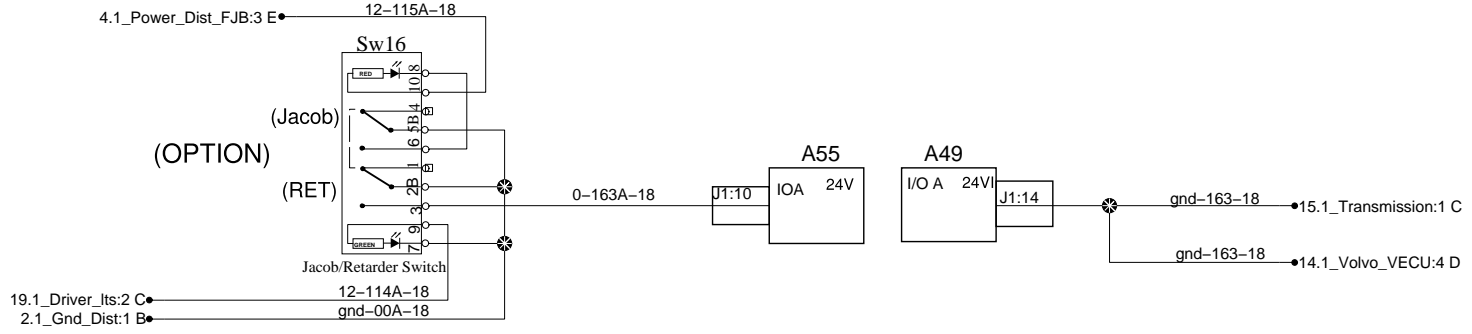 4.1_Power_Dist_FJB:3 E
12-115A-18
Sw16
RED
8
10
(Jacob)
4
5B
(OPTION)
6
1
(RET)
2B
3
9
GREEN
7
Jacob/Retarder Switch
0-163A-18
A55
J1:10
IOA
24V
A49
I/O A
24VI
J1:14
gnd-163-18
15.1_Transmission:1 C
gnd-163-18
14.1_Volvo_VECU:4 D
12-114A-18
19.1_Driver_lts:2 C
gnd-00A-18
2.1_Gnd_Dist:1 B